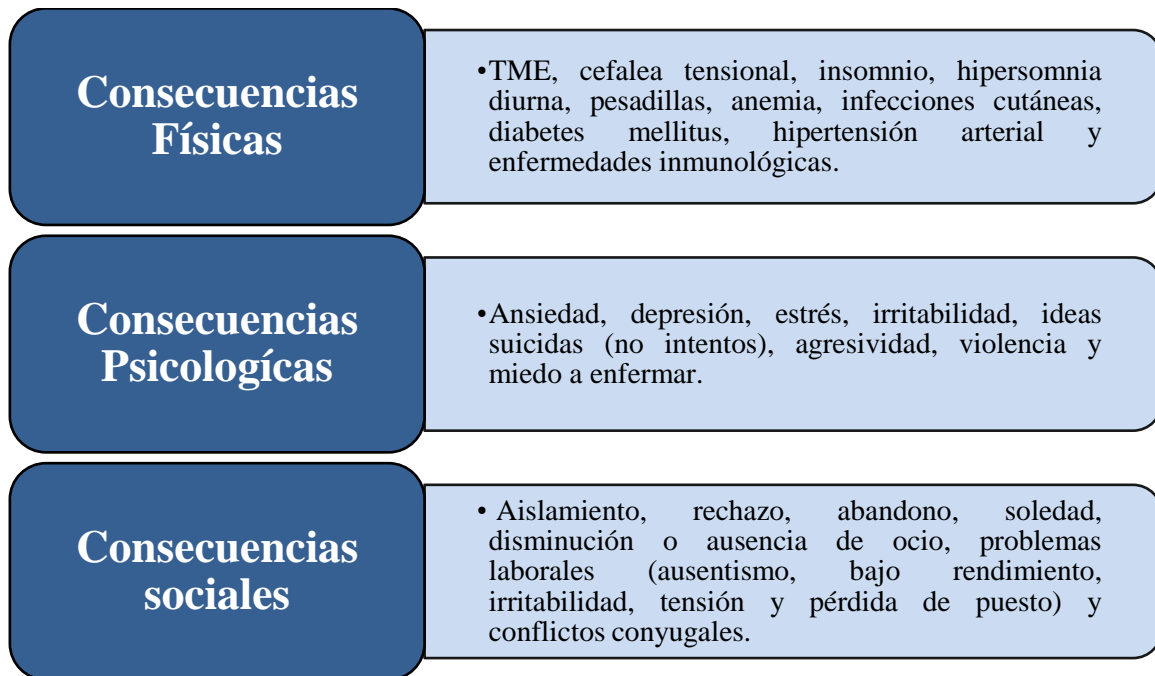 Consecuencias
Físicas
•TME, cefalea tensional, insomnio, hipersomnia
diurna, pesadillas, anemia, infecciones cutáneas,
diabetes mellitus, hipertensión arterial y
enfermedades inmunológicas.
Consecuencias
Psicologícas
•Ansiedad, depresión, estrés, irritabilidad, ideas
suicidas (no intentos), agresividad, violencia y
miedo a enfermar.
Consecuencias
sociales
• Aislamiento, rechazo, abandono, soledad,
disminución o ausencia de ocio, problemas
laborales (ausentismo, bajo rendimiento,
irritabilidad, tensión y pérdida de puesto) y
conflictos conyugales.